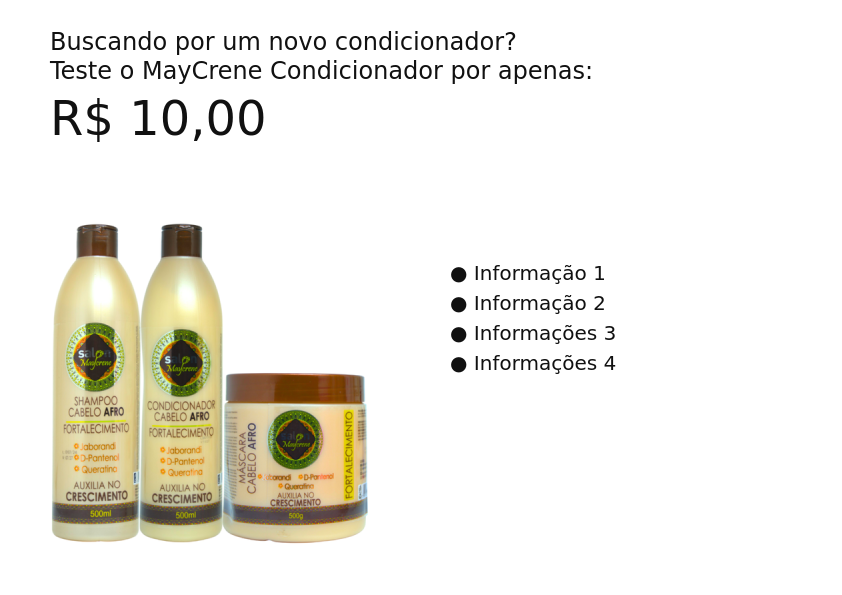 Buscando por um novo condicionador?
Teste o MayCrene Condicionador por apenas:
R$ 10,00
● Informação 1
● Informação 2
● Informações 3
● Informações 4
Maycrene
SHAMPOO
CABELO AFRO
FORTALECIMENTO
Jaborandi
D-Pantenol
Queratina
AUXILIA NO
CRESCIMENTO
500ml
Maycrene
CONDICIONADOR
CABELO AFRO
FORTALECIMENTO
Jaborandi
D-Pantenol
Queratina
AUXILIA NO
CRESCIMENTO
500ml
MÁSCARA
CABELO AFRO
Maycrene
Jaborandi D-Pantenol
Queratina
AUXILIA NO
CRESCIMENTO
500g
FORTALECIMENTO